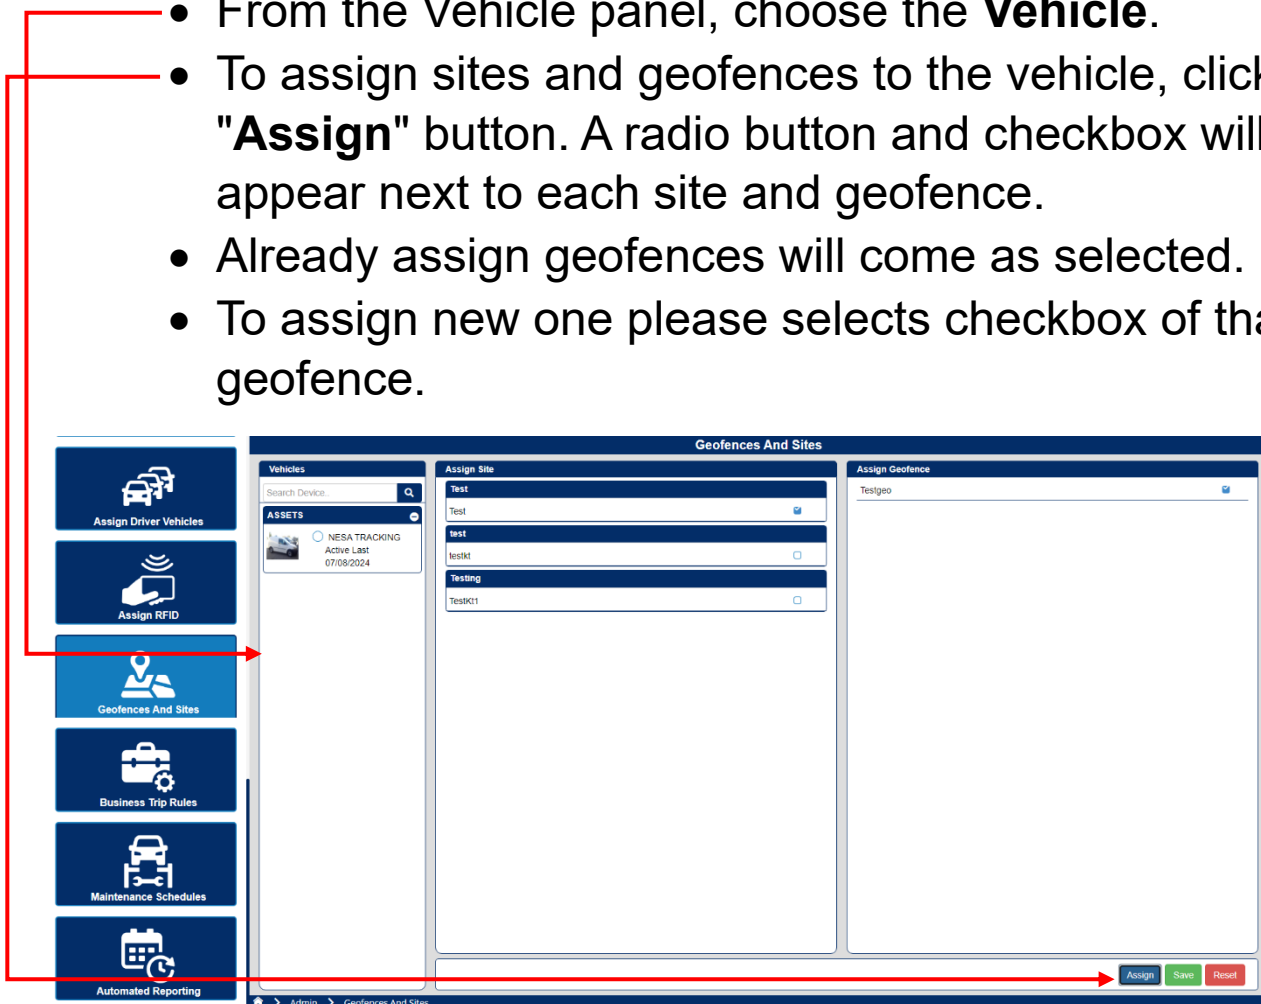 From the Vehicle panel, choose the Vehicle.
To assign sites and geofences to the vehicle, click
"Assign" button. A radio button and checkbox will
appear next to each site and geofence.
Already assign geofences will come as selected.
To assign new one please selects checkbox of tha
geofence.
Geofences And Sites
Assign Driver Vehicles
Assign RFID
Geofences And Sites
Business Trip Rules
Maintenance Schedules
Automated Reporting
Vehicles
Search Device..
ASSETS
NESA TRACKING
Active Last
07/08/2024
Assign Site
Test
Test
test
testkt
Testing
TestKt1
Assign Geofence
Testgeo
Assign Save Reset
Admin > Geofences And Sites